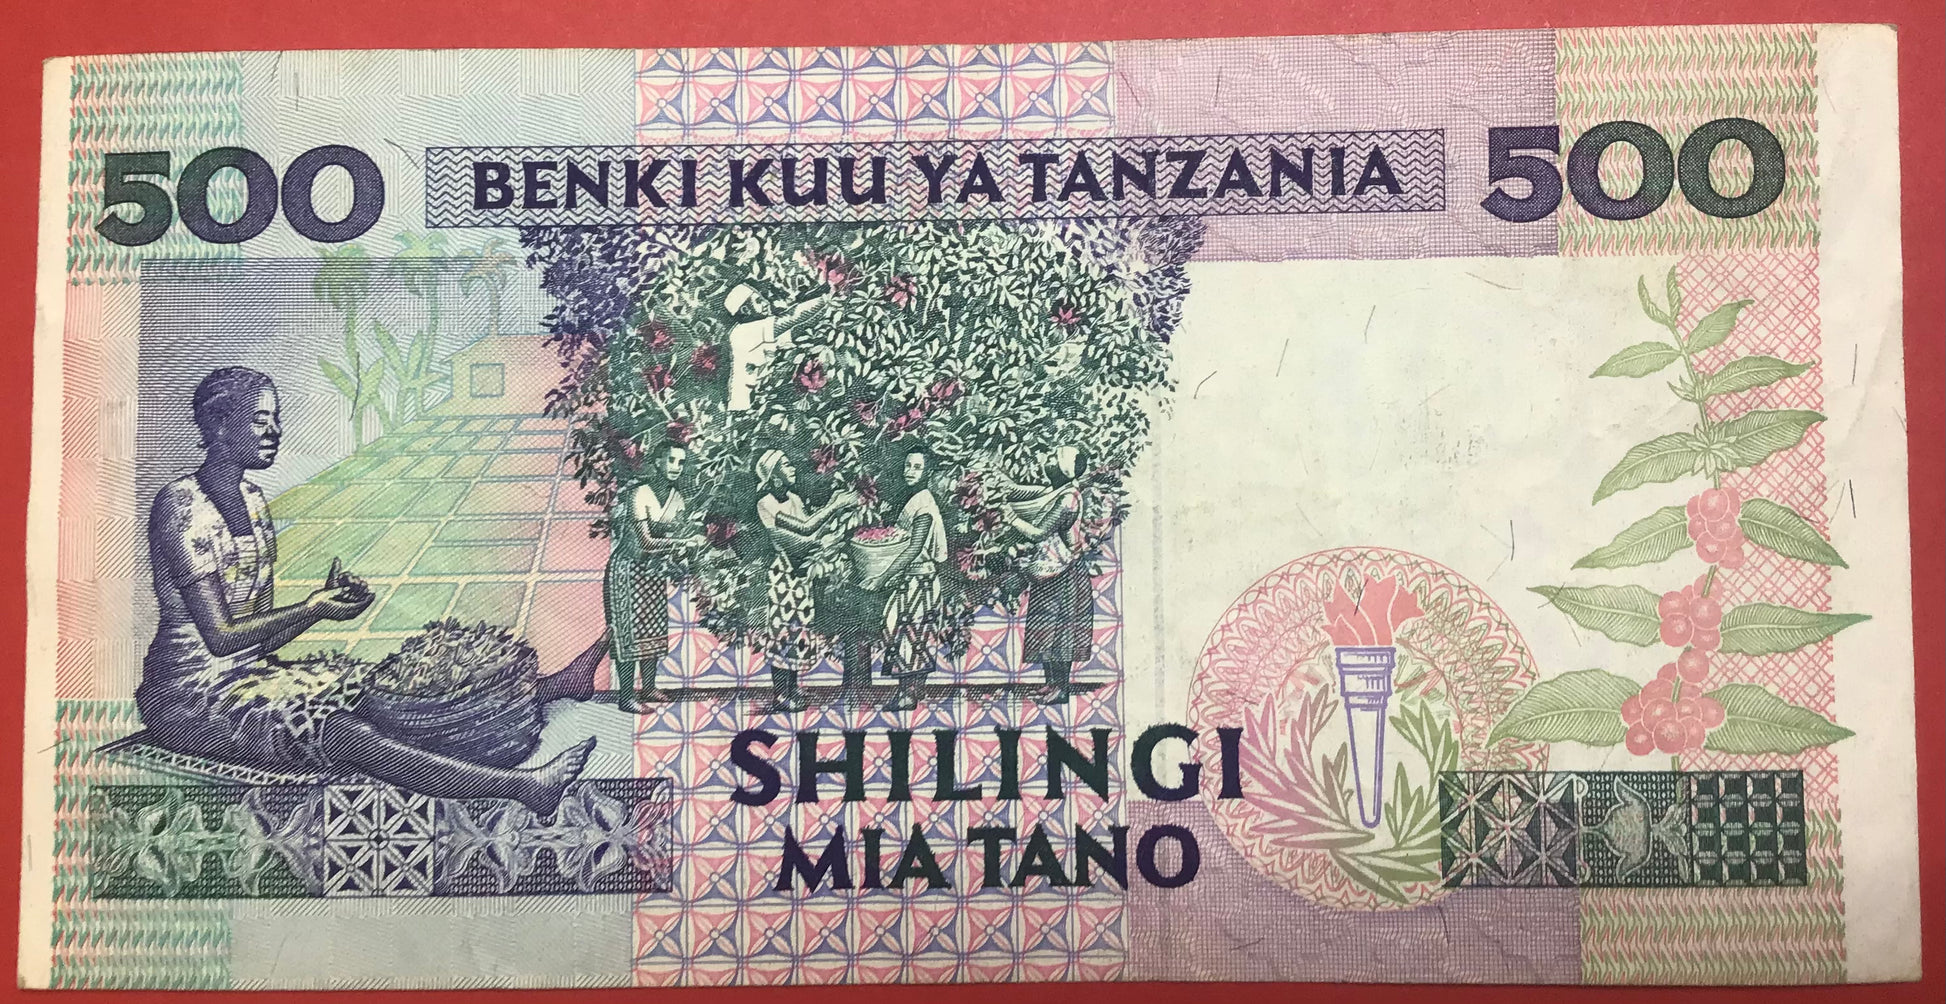 500 BENKI KUU YA TANZANIA 500
SHILINGI
MIA TANO